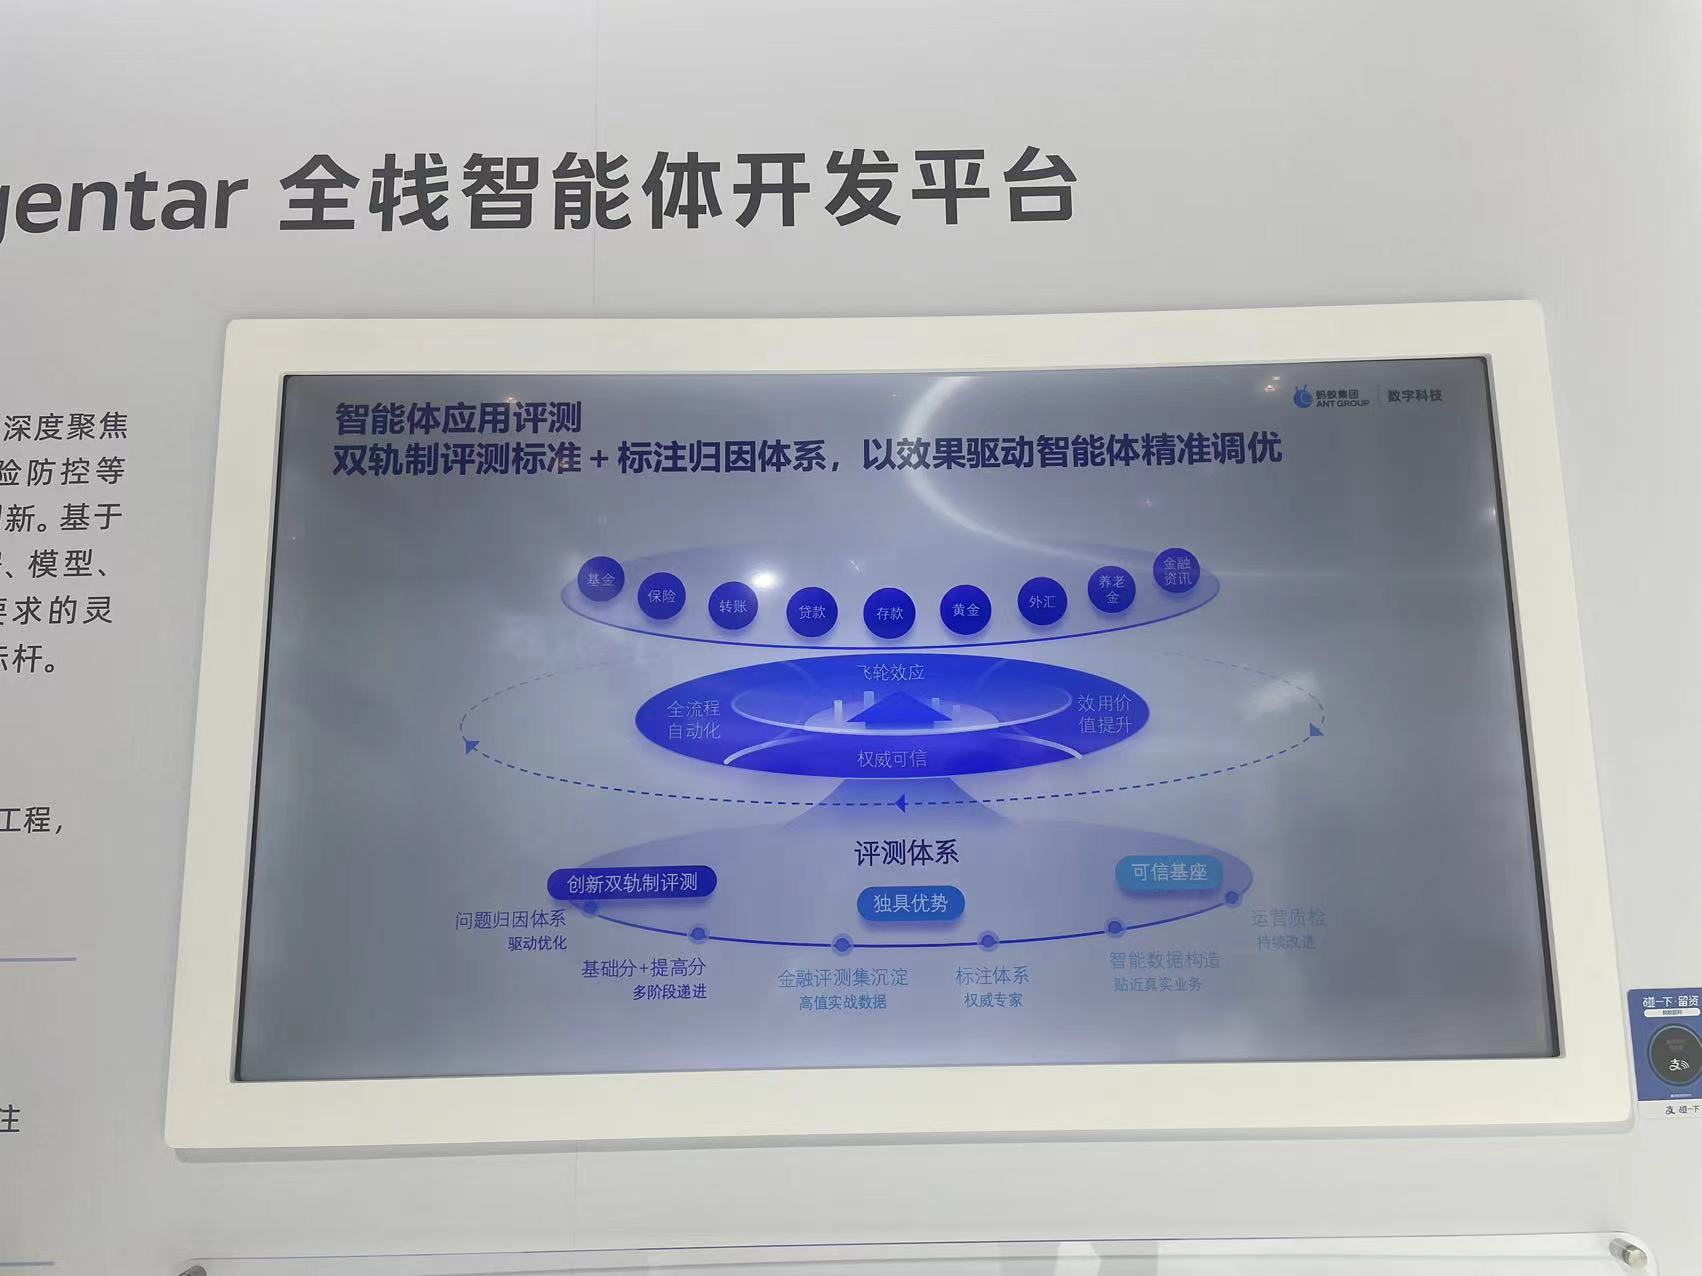 gentar 全栈智能体开发平台
深度聚焦
险防控等
新。基于
、模型、
要求的灵
标杆。
工程，
住
智能体应用评测
双轨制评测标准+标注归因体系，以效果驱动智能体精准调优
蚂蚁集团
ANT GROUP
数字科技
基金
保险
转账
贷款
存款
黄金
外汇
养老
金
金融
资讯
飞轮效应
全流程
自动化
效用价
值提升
权威可信
评测体系
创新双轨制评测
独具优势
可信基座
问题归因体系
驱动优化
基础分+提高分
多阶段递进
金融评测集沉淀
高值实战数据
标注体系
权威专家
智能数据构造
贴近真实业务
运营质检
持续改进
碰一下·留资
支
支 碰一下